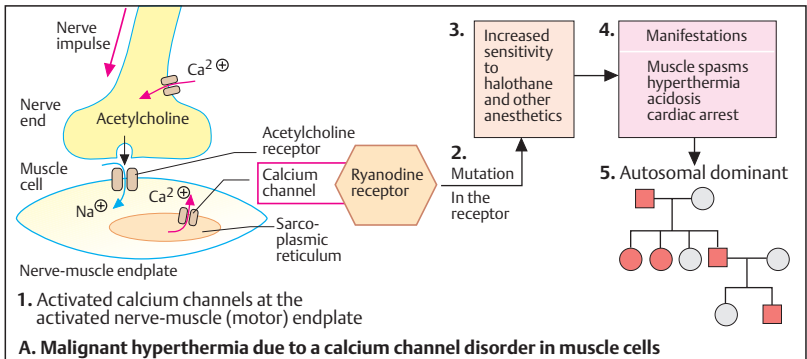 Nerve
impulse
Ca2 ⊕
Nerve
end
Acetylcholine
Acetylcholine
receptor
Muscle
cell
Calcium
channel
Ca2 ⊕
Na⊕
Sarco-
plasmic
reticulum
Nerve-muscle endplate
1. Activated calcium channels at the
activated nerve-muscle (motor) endplate
Ryanodine
receptor
2.
Mutation
In the
receptor
3.
Increased
sensitivity
to
halothane
and other
anesthetics
4.
Manifestations
Muscle spasms
hyperthermia
acidosis
cardiac arrest
5. Autosomal dominant
A. Malignant hyperthermia due to a calcium channel disorder in muscle cells